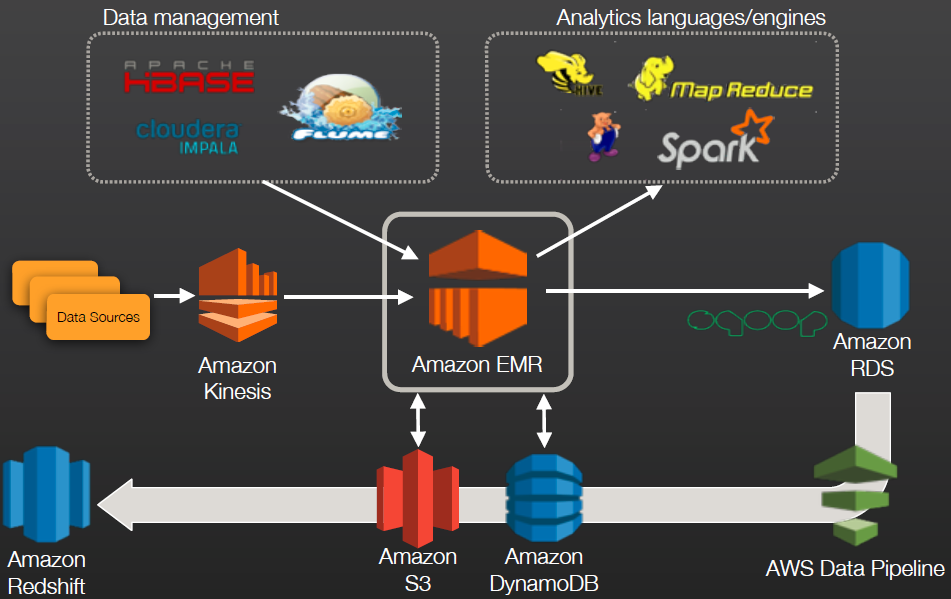 Data management
Analytics languages/engines
APACHE
HBASE
cloudera
IMPALA
FLUME
HIVE
Map Reduce
Spark
Data Sources
Amazon
Kinesis
Amazon EMR
sqoop
Amazon
RDS
Amazon
Redshift
Amazon
S3
Amazon
DynamoDB
AWS Data Pipeline